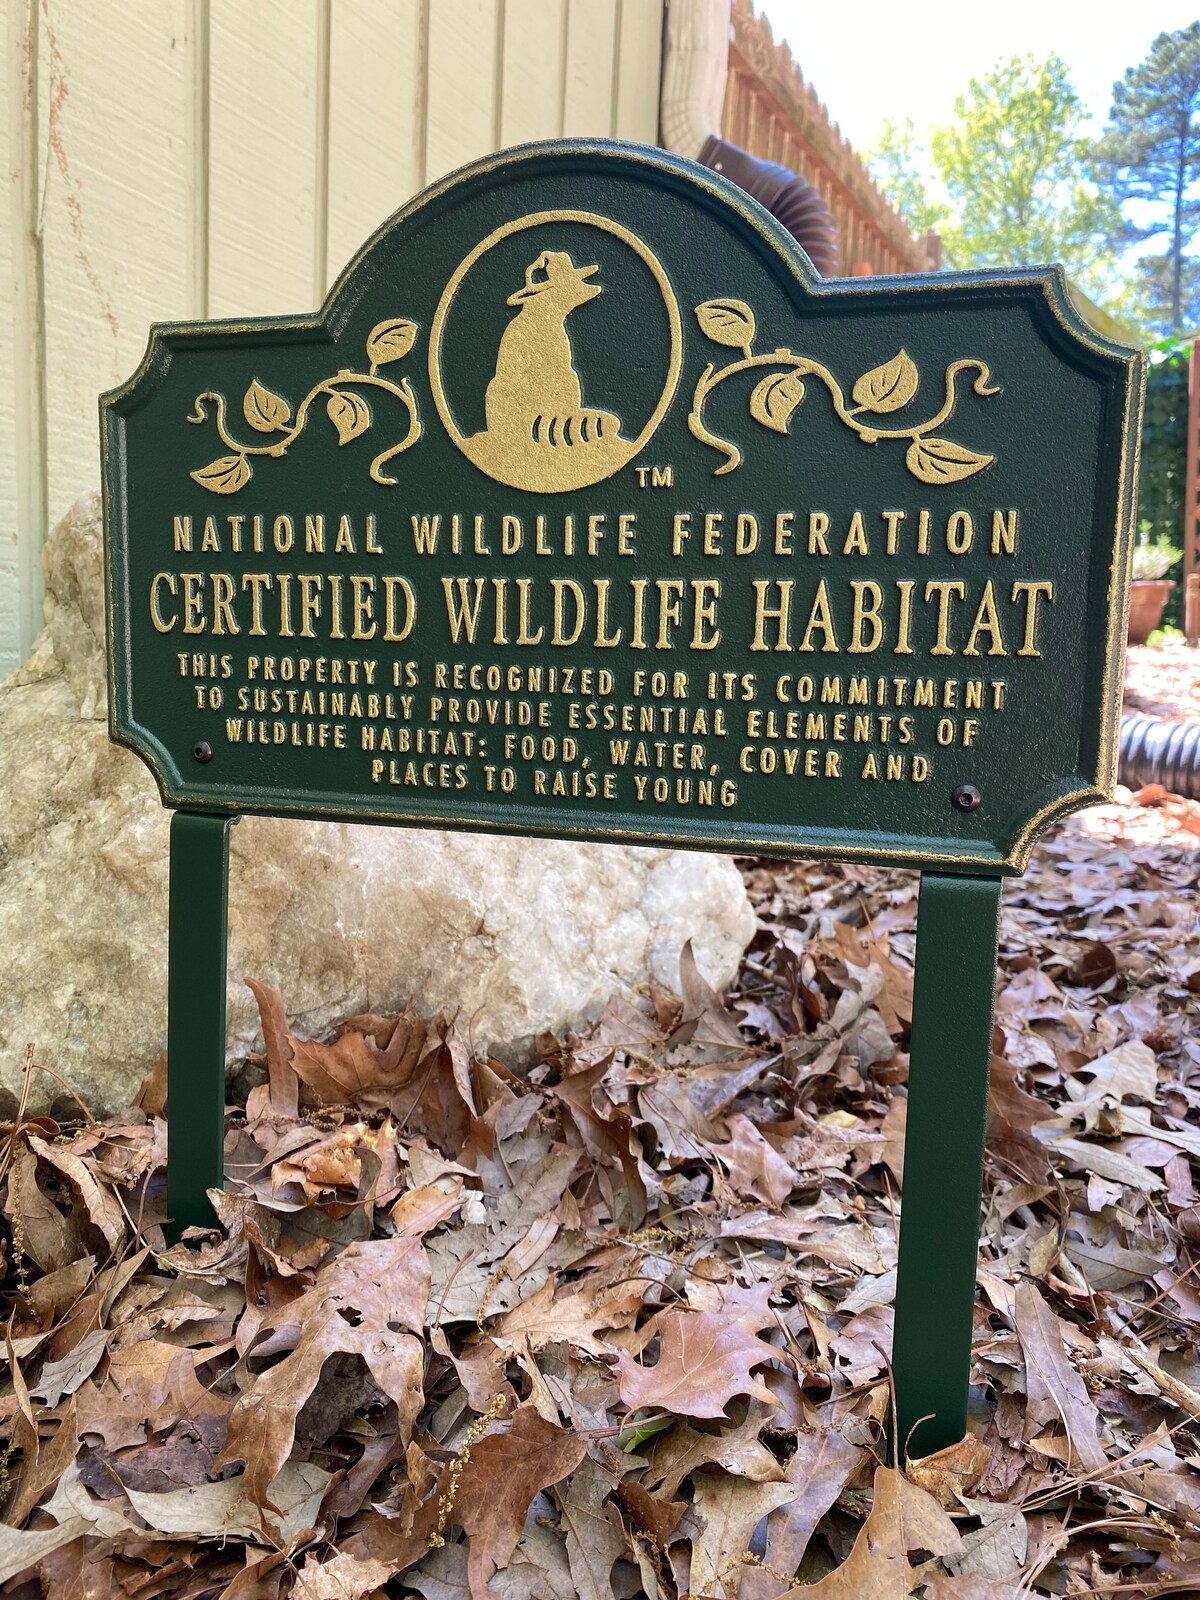 TM
NATIONAL WILDLIFE FEDERATION
CERTIFIED WILDLIFE HABITAT
THIS PROPERTY IS RECOGNIZED FOR ITS COMMITMENT
TO SUSTAINABLY PROVIDE ESSENTIAL ELEMENTS OF
WILDLIFE HABITAT: FOOD, WATER, COVER AND
PLACES TO RAISE YOUNG